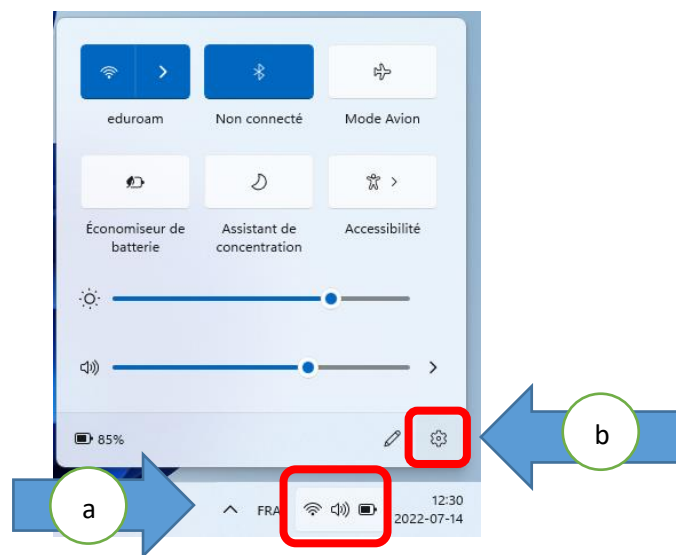 eduroam
Non connecté
Mode Avion
Économiseur de
batterie
Assistant de
concentration
Accessibilité
85%
b
a
FRA
12:30
2022-07-14